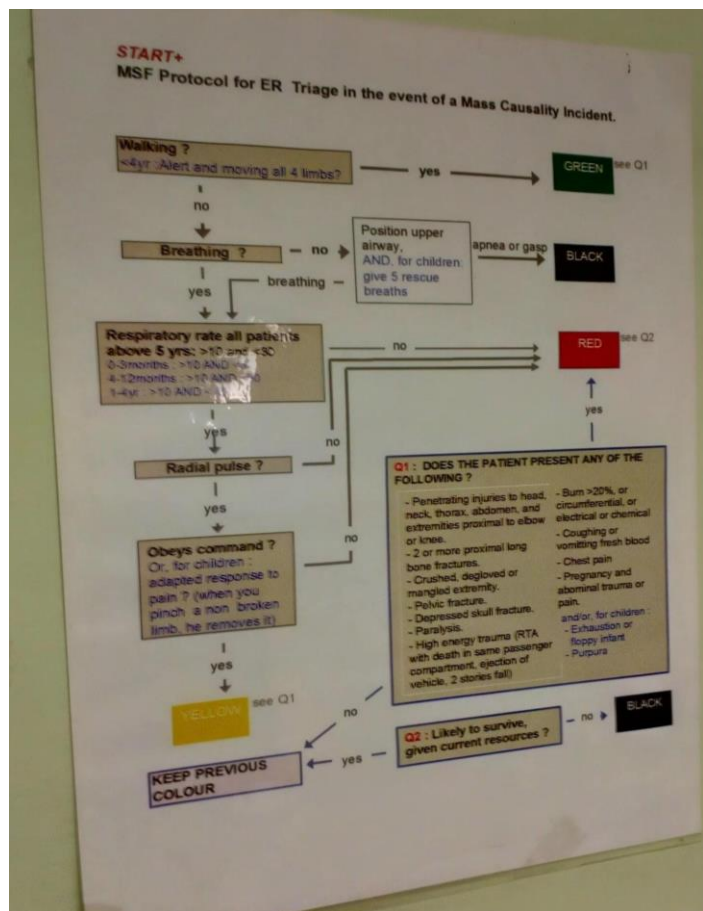 START+
MSF Protocol for ER Triage in the event of a Mass Causality Incident.
Walking ?
<4yr :Alert and moving all 4 limbs?
yes
GREEN
see Q1
no
Breathing ?
no
Position upper
airway,
AND, for children:
give 5 rescue
breaths
apnea or gasp
BLACK
breathing
yes
Respiratory rate all patients
above 5 yrs: >10 and <30
0-3months : >10 AND
4-12months : >10 AND
1-4yr : >10 AND
no
RED
see Q2
yes
yes
no
Radial pulse ?
yes
Obeys command ?
Or, for children :
adapted response to
pain ? (when you
pinch a non broken
limb, he removes it)
no
yes
YELLOW
see Q1
Q1 : DOES THE PATIENT PRESENT ANY OF THE
FOLLOWING ?
- Penetrating injuries to head,
neck, thorax, abdomen, and
extremities proximal to elbow
or knee.
- 2 or more proximal long
bone fractures.
- Crushed, degloved or
mangled extremity.
- Pelvic fracture.
- Depressed skull fracture.
- Paralysis.
- High energy trauma (RTA
with death in same passenger
compartment, ejection of
vehicle, 2 stories fall)
- Burn >20%, or
circumferential, or
electrical or chemical
- Coughing or
vomitting fresh blood
- Chest pain
- Pregnancy and
abominal trauma or
pain.
and/or, for children :
- Exhaustion or
floppy infant
- Purpura
no
Q2 : Likely to survive,
given current resources ?
no
BLACK
yes
KEEP PREVIOUS
COLOUR